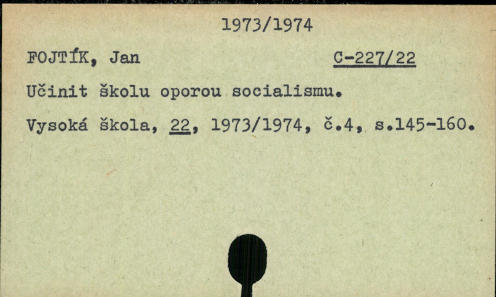 1973/1974
FOJTÍK, Jan C-227/22
Učinit školu oporou socialismu.
Vysoká škola, 22, 1973/1974, č.4, s.145-160.